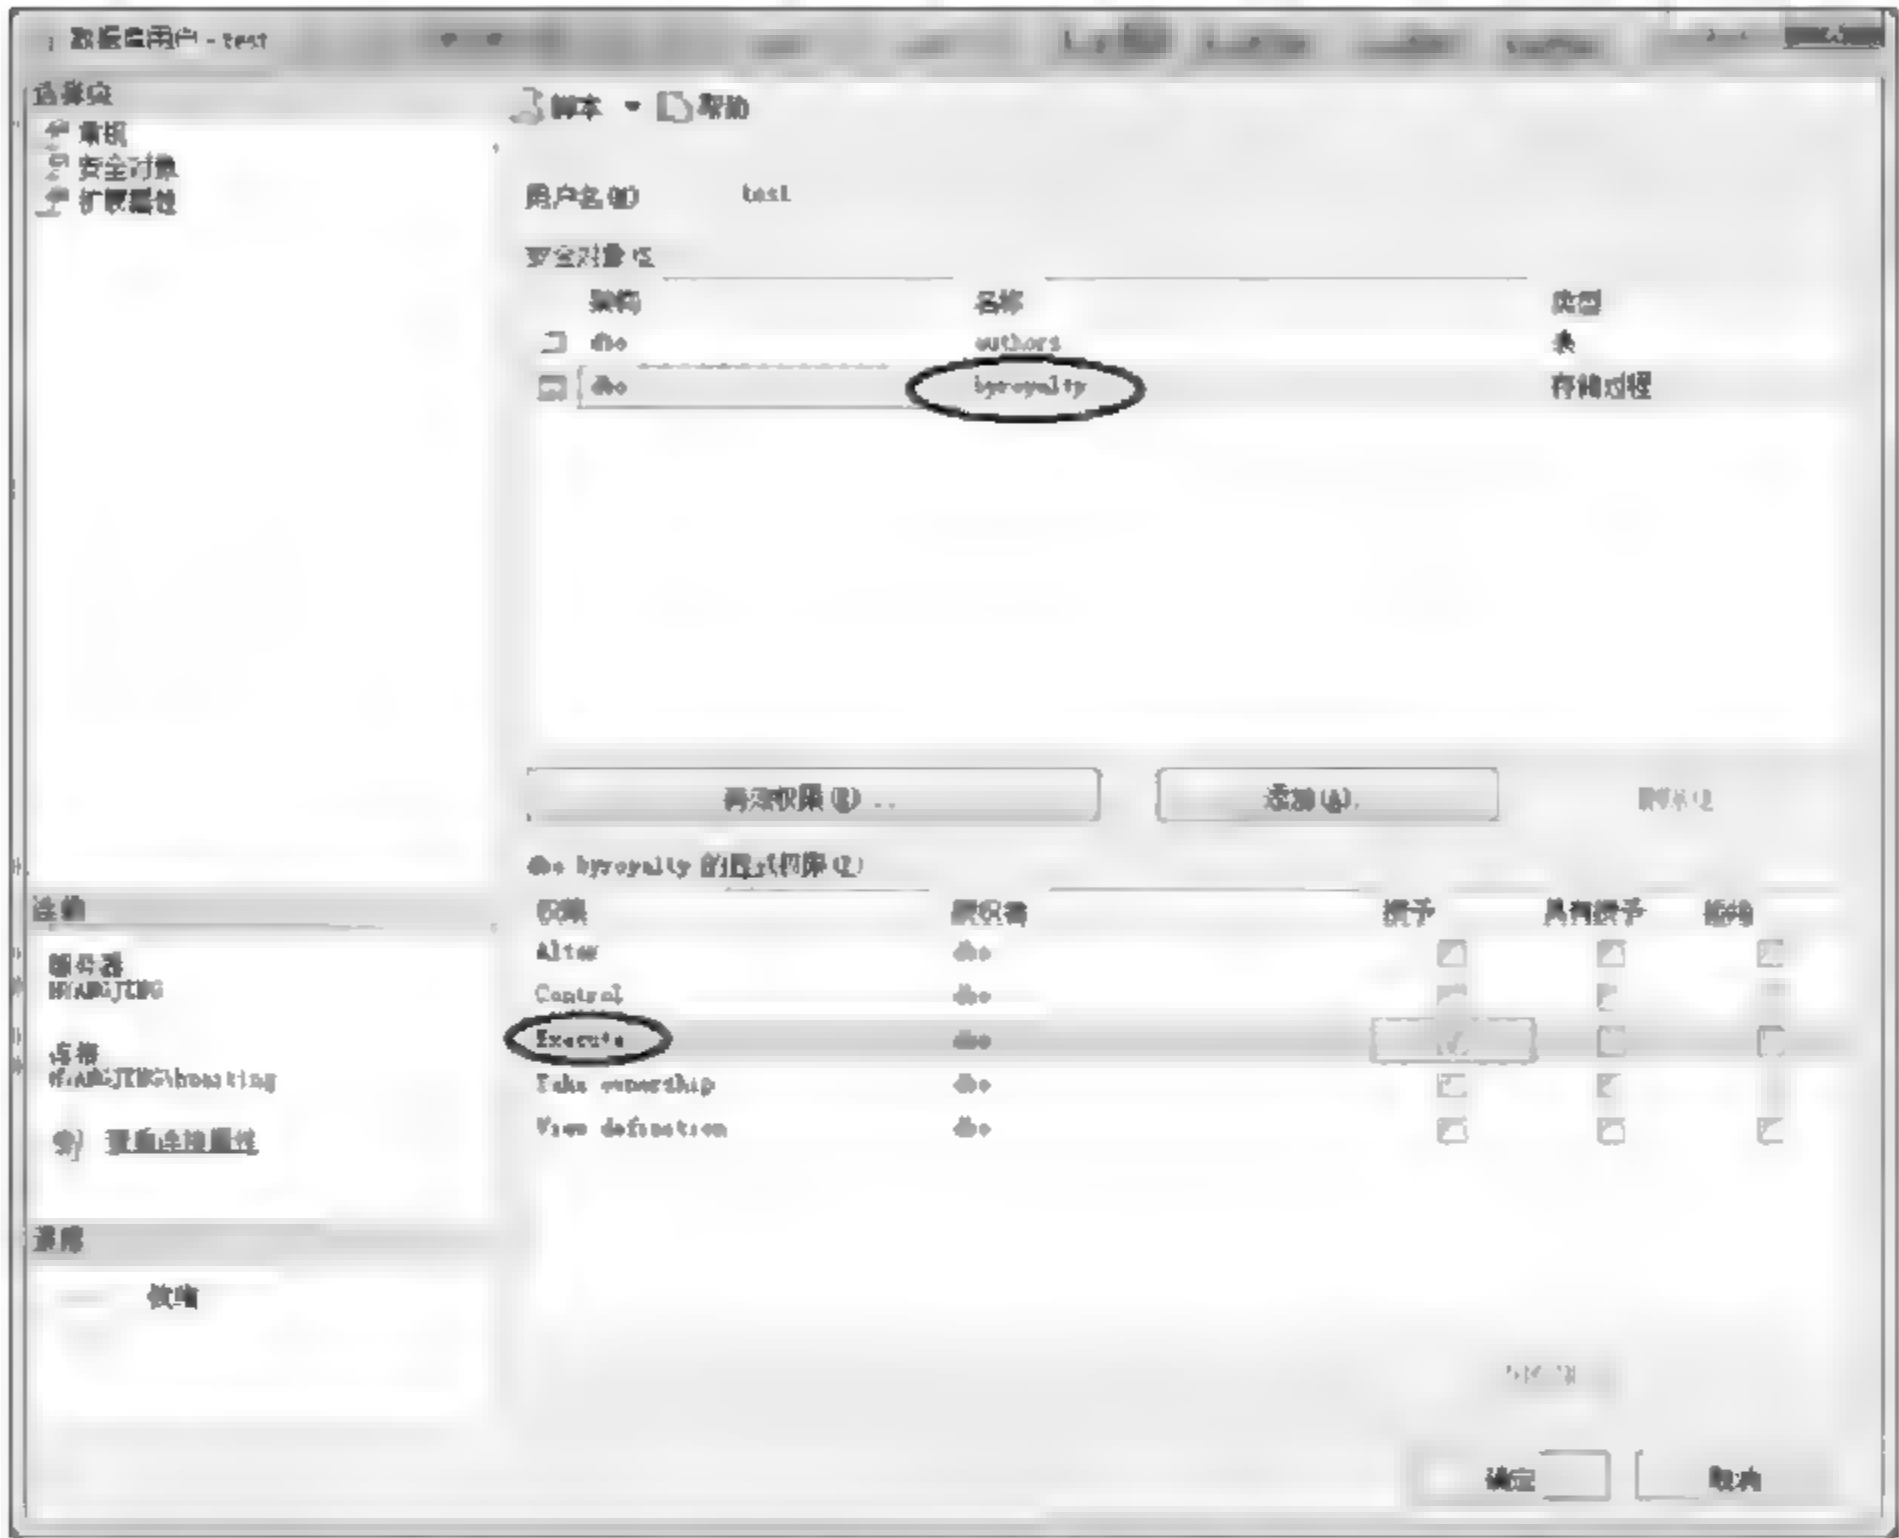 数据库用户 - test
选择页
常规
安全对象
扩展属性
脚本 帮助
用户名(N) test
安全对象(S
架构 名称 类型
dbo authors 表
dbo byroyalty 存储过程
有效权限 添加(A).
dbo byroyalty 的显式权限(P)
权限 授权者 授予 具有授予 拒绝
Alter dbo
Control dbo
Execute dbo
Take ownership dbo
View definition dbo
连接
服务器
连接
查看连接属性
进度
就绪
确定 取消